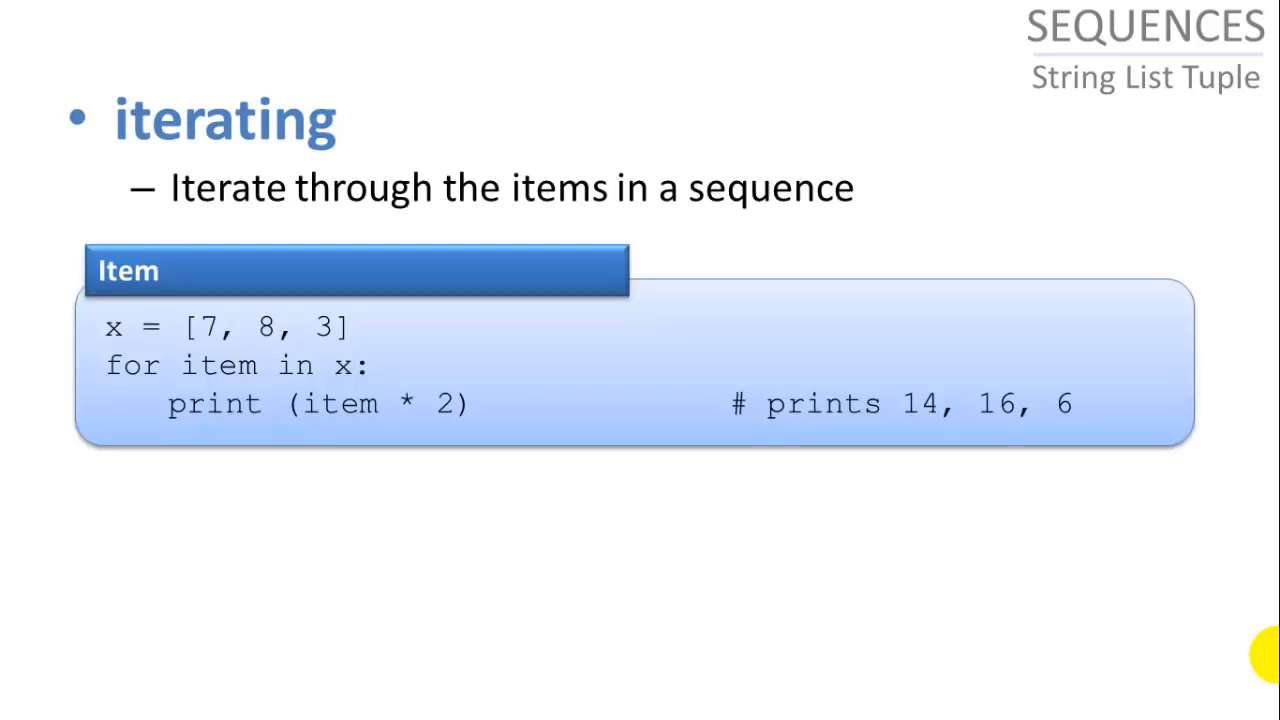 SEQUENCES
String List Tuple
• iterating
– Iterate through the items in a sequence
Item
x = [7, 8, 3]
for item in x:
    print (item * 2)                # prints 14, 16, 6